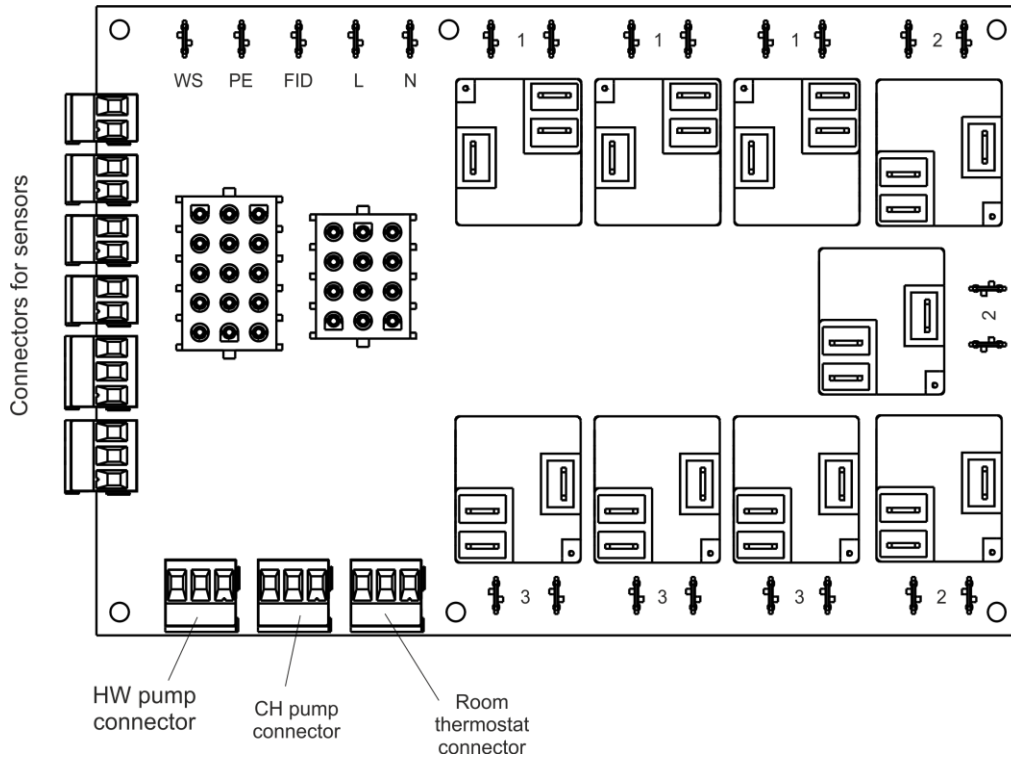 1 1 1 2
WS PE FID L N
Connectors for sensors
2
3 3 3 2
HW pump
connector
CH pump
connector
Room
thermostat
connector